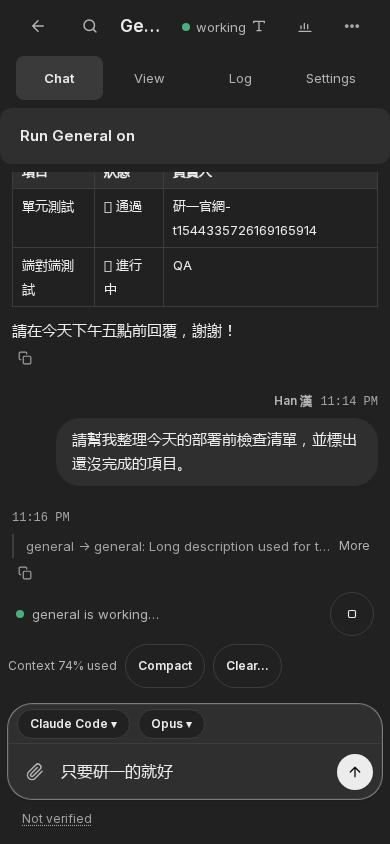 Ge...
working
Chat
View
Log
Settings
Run General on
項目 狀態 負責人
單元測試 通過 研一官網-
t1544335726169165914
端對端測
試 進行
中 QA
請在今天下午五點前回覆，謝謝！
Han 漢 11:14 PM
請幫我整理今天的部署前檢查清單，並標出
還沒完成的項目。
11:16 PM
general → general: Long description used for t... More
general is working...
Context 74% used Compact Clear...
Claude Code ▾ Opus ▾
只要研一的就好
Not verified